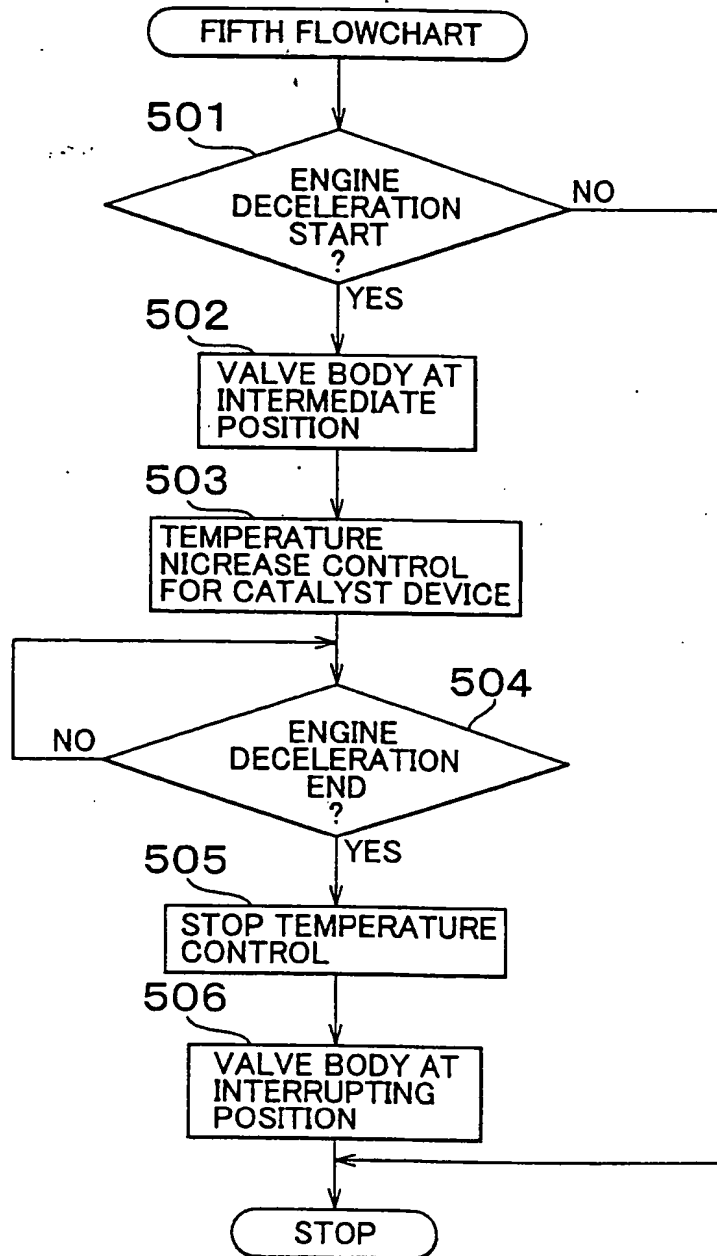 FIFTH FLOWCHART
501
ENGINE
DECELERATION
START
?
NO
YES
502
VALVE BODY AT
INTERMEDIATE
POSITION
503
TEMPERATURE
NICREASE CONTROL
FOR CATALYST DEVICE
504
ENGINE
DECELERATION
END
?
NO
YES
505
STOP TEMPERATURE
CONTROL
506
VALVE BODY AT
INTERRUPTING
POSITION
STOP